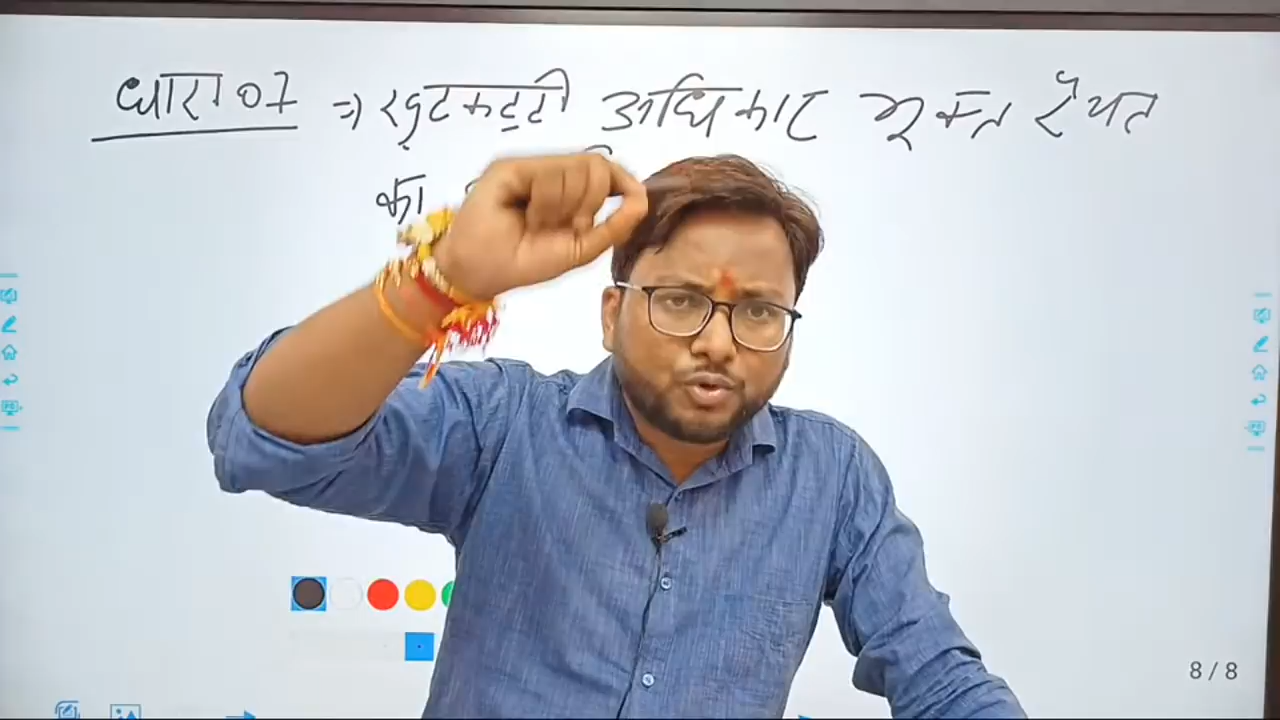 धारा 07 ⇒ खुटकट्टी अधिकार युक्त रैयत
का
8 / 8